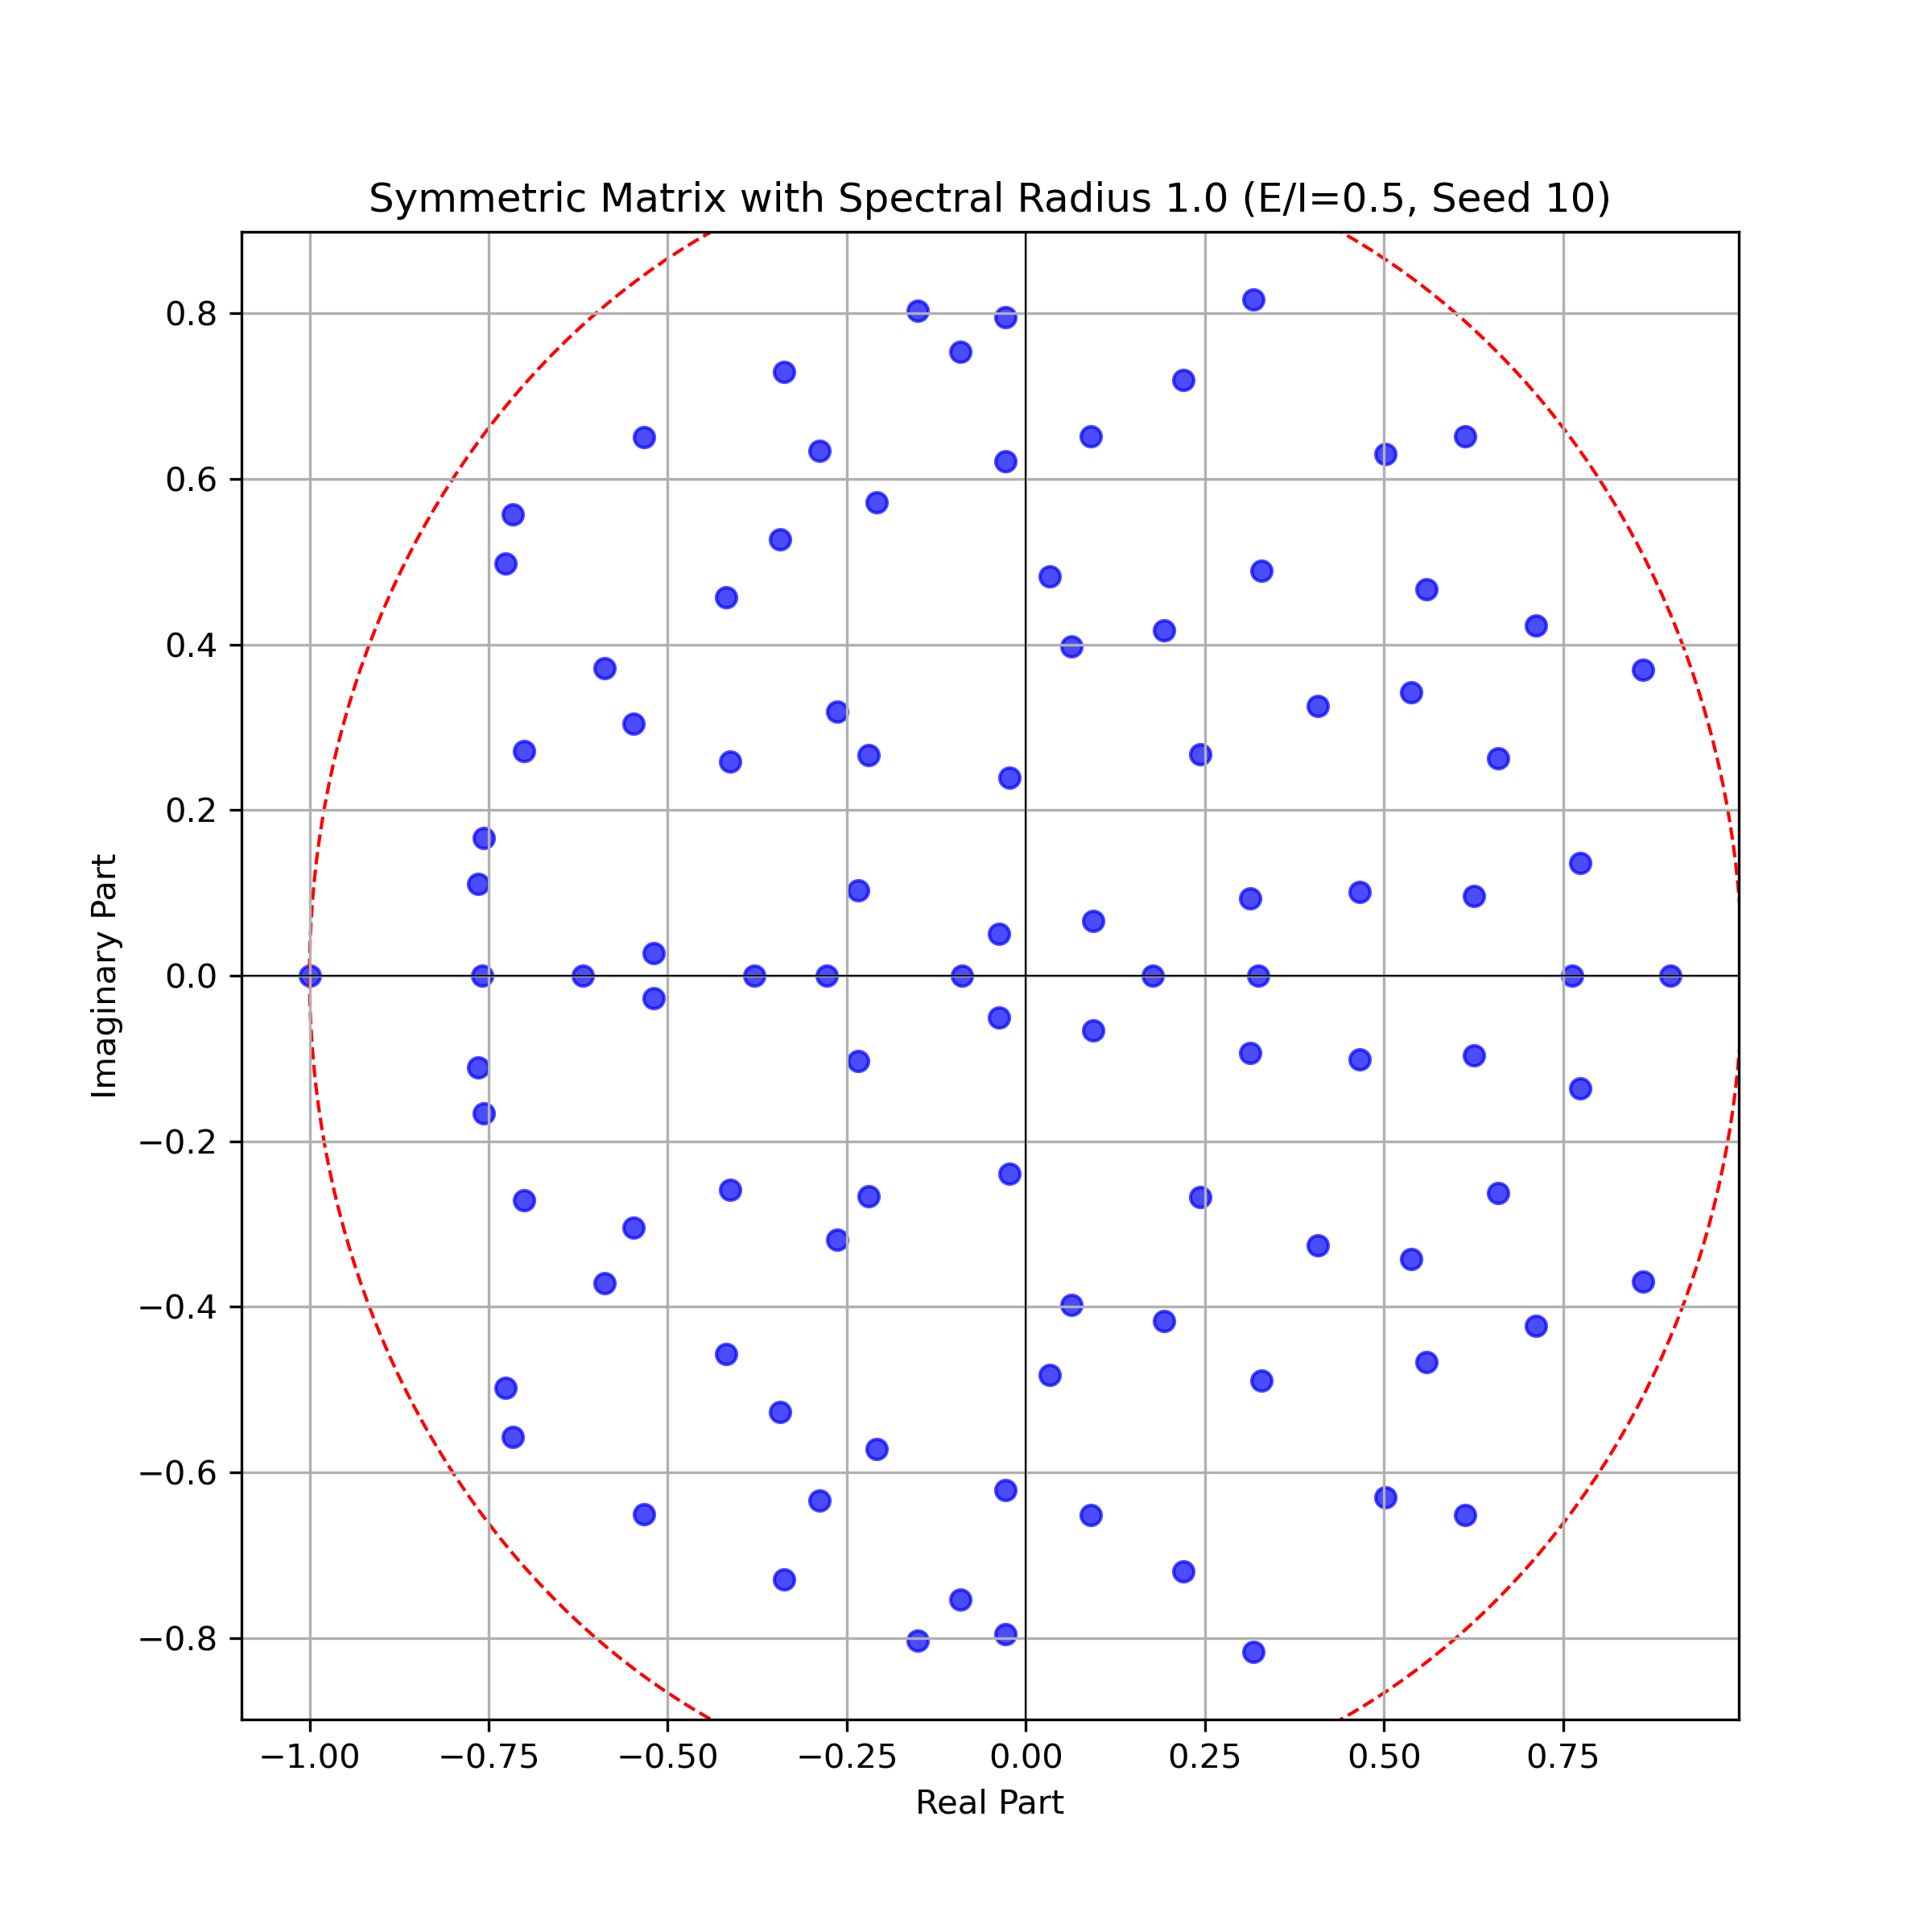 Symmetric Matrix with Spectral Radius 1.0 (E/I=0.5, Seed 10)
0.8
0.6
0.4
0.2
0.0
−0.2
−0.4
−0.6
−0.8
Imaginary Part
−1.00 −0.75 −0.50 −0.25 0.00 0.25 0.50 0.75
Real Part